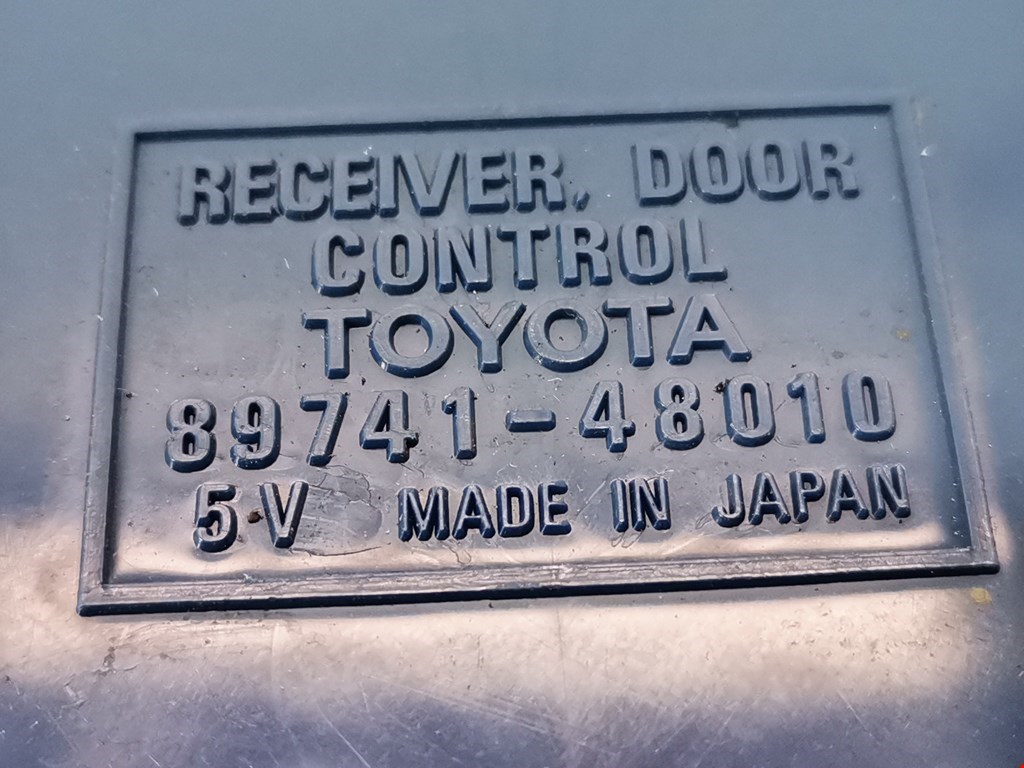 RECEIVER, DOOR
CONTROL
TOYOTA
89741-48010
5V MADE IN JAPAN